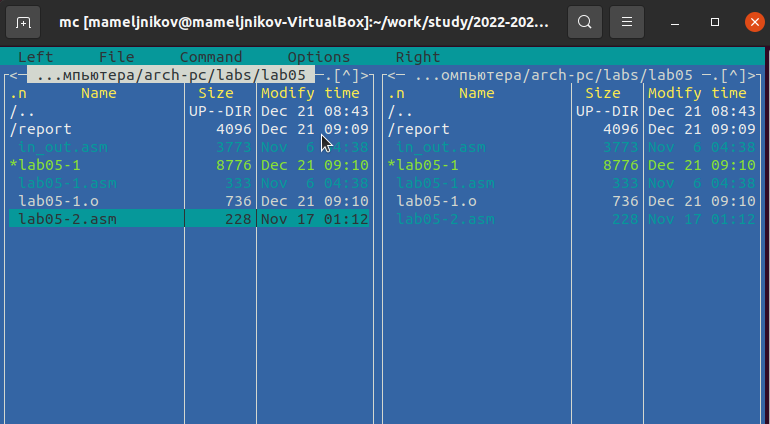 mc [mameljnikov@mameljnikov-VirtualBox]:~/work/study/2022-202...
Left File Command Options Right
<─ ...мпьютера/arch-pc/labs/lab05 ─.[^]>
.n Name Size Modify time
/.. UP--DIR Dec 21 08:43
/report 4096 Dec 21 09:09
in_out.asm 3773 Nov 6 04:38
*lab05-1 8776 Dec 21 09:10
lab05-1.asm 333 Nov 6 04:38
lab05-1.o 736 Dec 21 09:10
lab05-2.asm 228 Nov 17 01:12
<─ ...омпьютера/arch-pc/labs/lab05 ─.[^]>
.n Name Size Modify time
/.. UP--DIR Dec 21 08:43
/report 4096 Dec 21 09:09
in_out.asm 3773 Nov 6 04:38
*lab05-1 8776 Dec 21 09:10
lab05-1.asm 333 Nov 6 04:38
lab05-1.o 736 Dec 21 09:10
lab05-2.asm 228 Nov 17 01:12